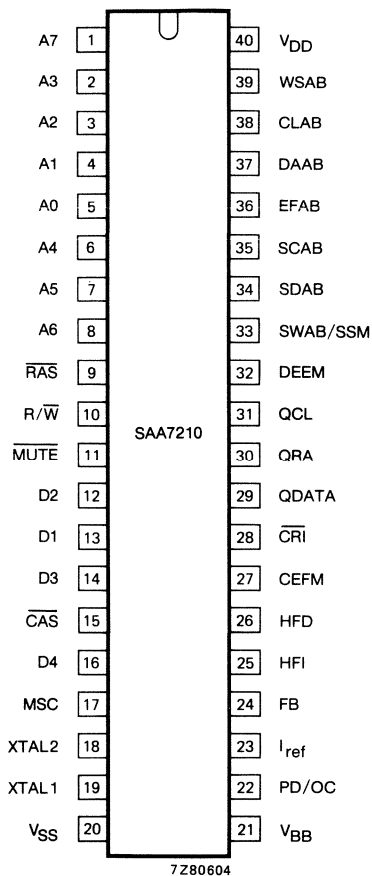 A7 1 40 VDD
A3 2 39 WSAB
A2 3 38 CLAB
A1 4 37 DAAB
A0 5 36 EFAB
A4 6 35 SCAB
A5 7 34 SDAB
A6 8 33 SWAB/SSM
R̅A̅S̅ 9 32 DEEM
R/W̅ 10 31 QCL
SAA7210
M̅U̅T̅E̅ 11 30 QRA
D2 12 29 QDATA
D1 13 28 C̅R̅I̅
D3 14 27 CEFM
C̅A̅S̅ 15 26 HFD
D4 16 25 HFI
MSC 17 24 FB
XTAL2 18 23 Iref
XTAL1 19 22 PD/OC
VSS 20 21 VBB
7Z80604